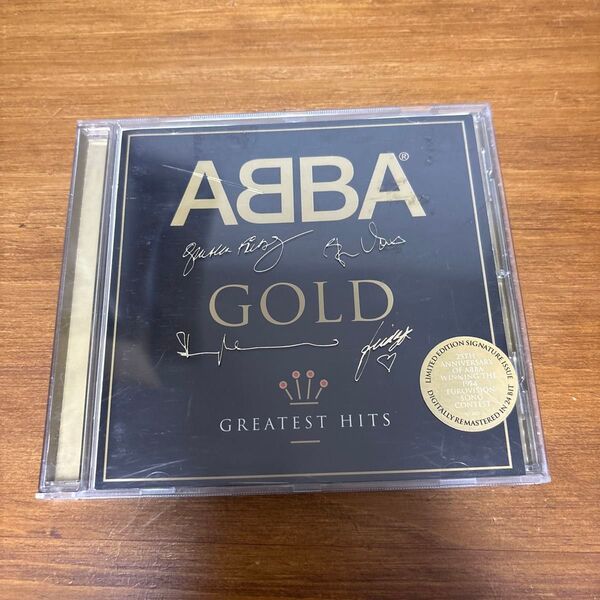 ABBA®
GOLD
GREATEST HITS
LIMITED EDITION SIGNATURE ISSUE
25TH
ANNIVERSARY
OF ABBA
WINNING THE
1974
EUROVISION
SONG
CONTEST
DIGITALLY REMASTERED IN 24 BIT